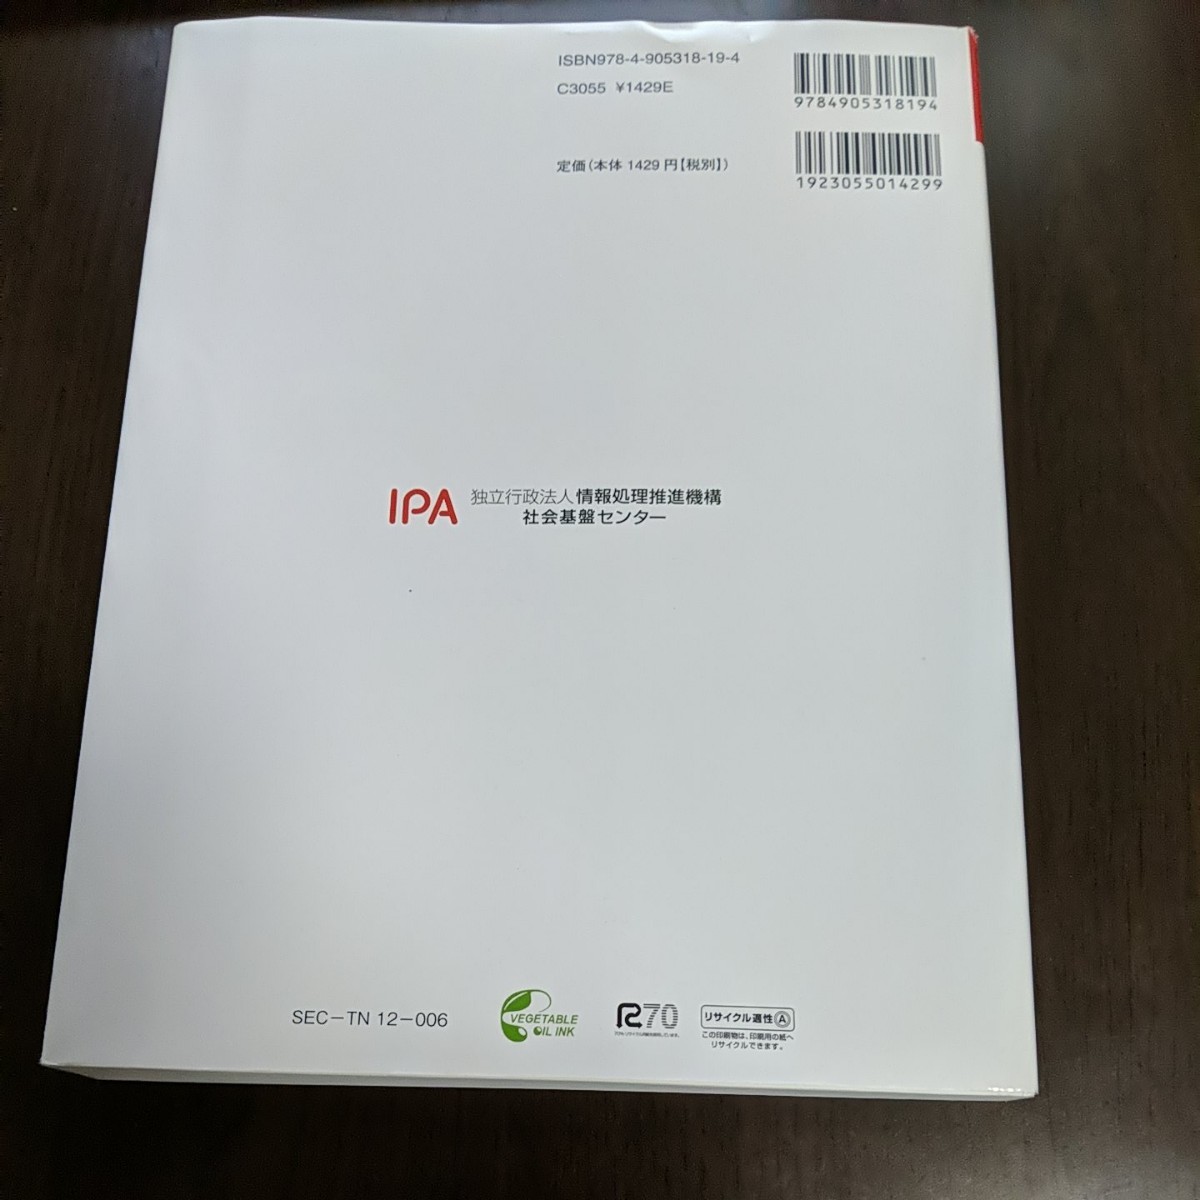 ISBN978-4-905318-19-4
C3055 ¥1429E
定価(本体 1429 円【税別】)
9784905318194
1923055014299
IPA 独立行政法人情報処理推進機構
社会基盤センター
SEC-TN 12-006
VEGETABLE
OIL INK
R70
リサイクル適性Ⓐ
この印刷物は、印刷用の紙へ
リサイクルできます。